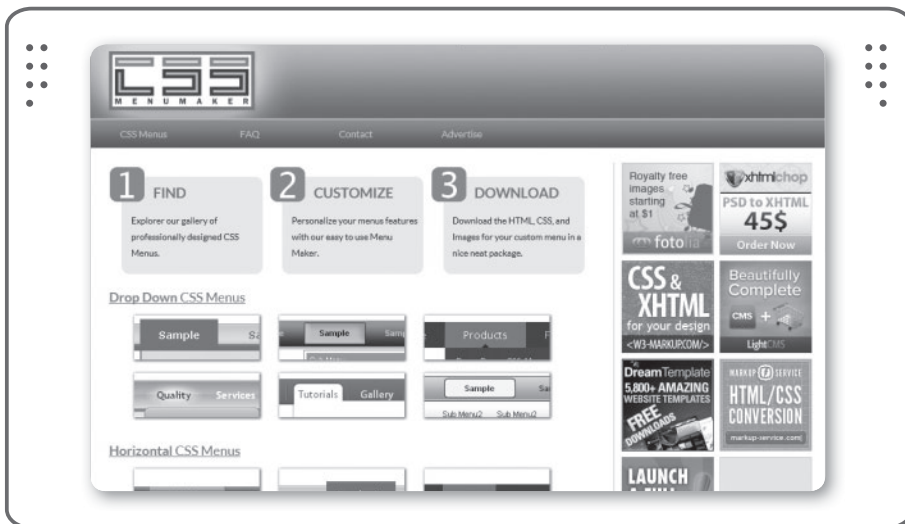 CSS
MENUMAKER
CSS Menus FAQ Contact Advertise
1 FIND
Explorer our gallery of
professionally designed CSS
Menus.
2 CUSTOMIZE
Personalize your menus features
with our easy to use Menu
Maker.
3 DOWNLOAD
Download the HTML, CSS, and
Images for your custom menu in a
nice neat package.
Drop Down CSS Menus
Sample
Sample
Products
Quality Services
Tutorials Gallery
Sample
Sub Menu2 Sub Menu2
Horizontal CSS Menus
Royalty free
images
starting
at $1
fotolia
xhtmlchop
PSD to XHTML
45$
Order Now
CSS &
XHTML
for your design
<W3-MARKUP.COM/>
Beautifully
Complete
CMS +
LightCMS
DreamTemplate
5,800+ AMAZING
WEBSITE TEMPLATES
FREE
DOWNLOADS
MARKUP SERVICE
HTML/CSS
CONVERSION
markup-service.com
LAUNCH